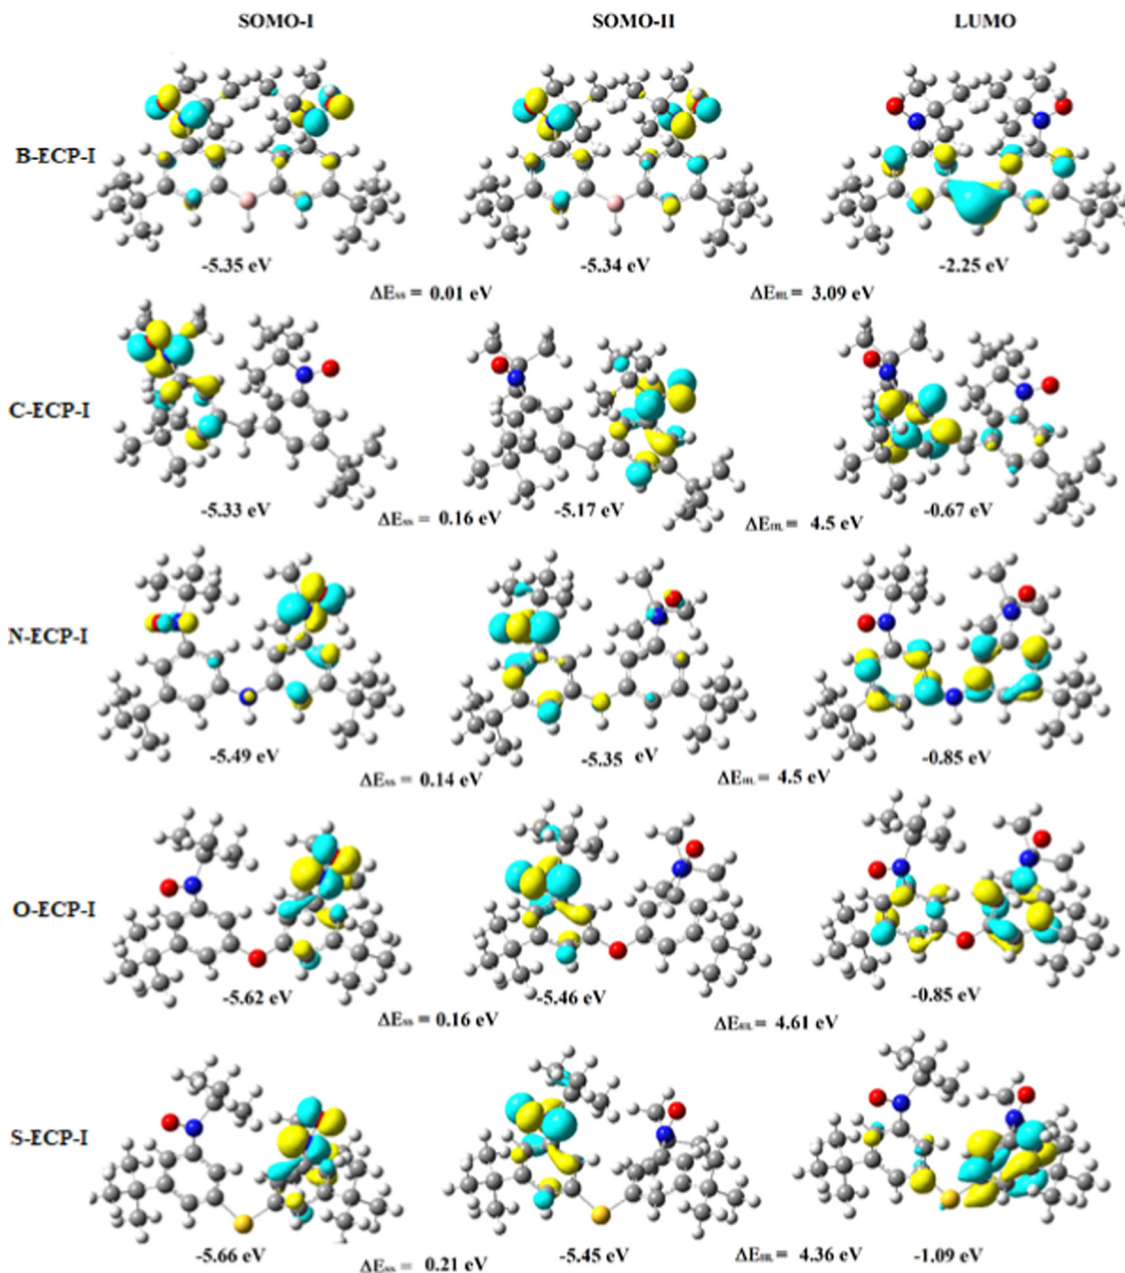 SOMO-I SOMO-II LUMO
B-ECP-I
-5.35 eV -5.34 eV -2.25 eV
ΔEss = 0.01 eV ΔEHL = 3.09 eV
C-ECP-I
-5.33 eV -5.17 eV -0.67 eV
ΔEss = 0.16 eV ΔEHL = 4.5 eV
N-ECP-I
-5.49 eV -5.35 eV -0.85 eV
ΔEss = 0.14 eV ΔEHL = 4.5 eV
O-ECP-I
-5.62 eV -5.46 eV -0.85 eV
ΔEss = 0.16 eV ΔEHL = 4.61 eV
S-ECP-I
-5.66 eV -5.45 eV -1.09 eV
ΔEss = 0.21 eV ΔEHL = 4.36 eV